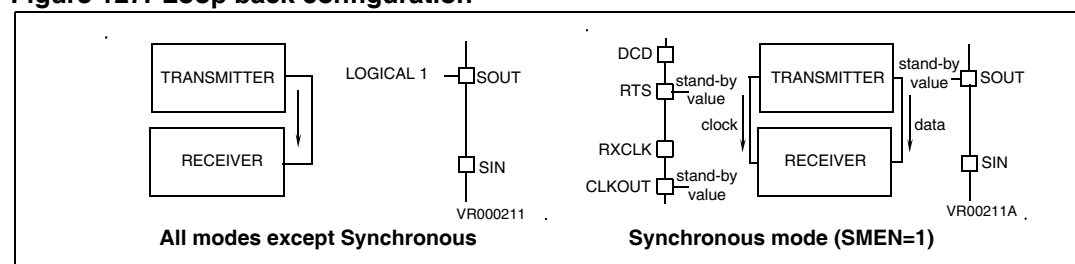 Figure 127. Loop back configuration
TRANSMITTER
RECEIVER
LOGICAL 1
SOUT
SIN
VR000211
All modes except Synchronous
DCD
RTS
stand-by
value
clock
RXCLK
CLKOUT
stand-by
value
TRANSMITTER
RECEIVER
data
stand-by
value
SOUT
SIN
VR00211A
Synchronous mode (SMEN=1)